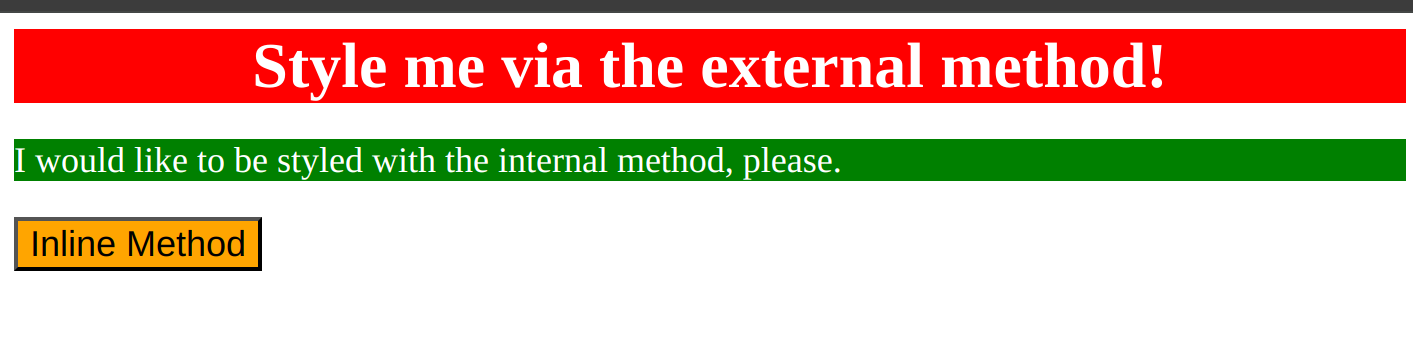 Style me via the external method!
I would like to be styled with the internal method, please.
Inline Method